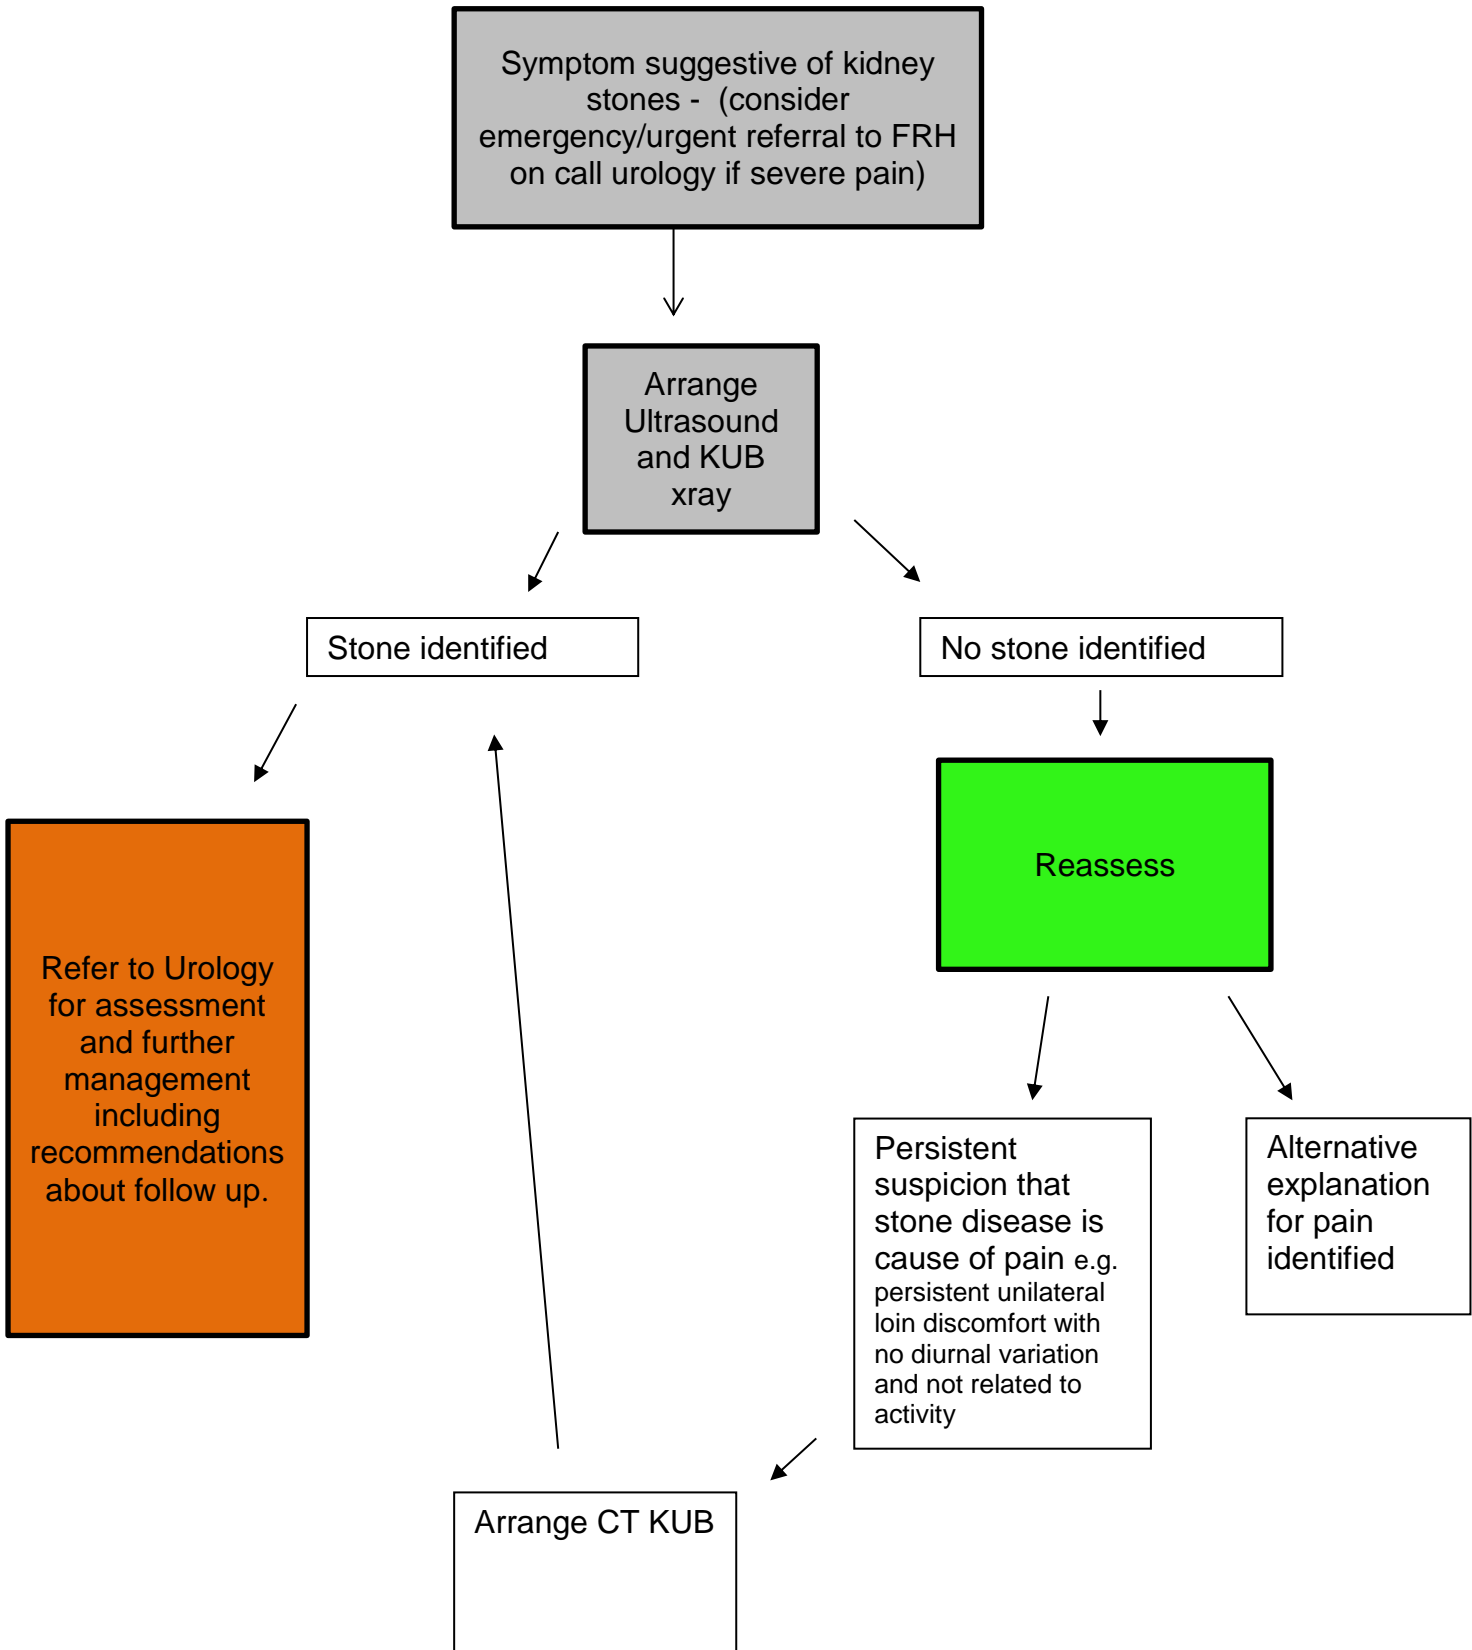 Symptom suggestive of kidney
stones -  (consider
emergency/urgent referral to FRH
on call urology if severe pain)
Arrange
Ultrasound
and KUB
xray
Stone identified
No stone identified
Reassess
Refer to Urology
for assessment
and further
management
including
recommendations
about follow up.
Persistent
suspicion that
stone disease is
cause of pain e.g.
persistent unilateral
loin discomfort with
no diurnal variation
and not related to
activity
Alternative
explanation
for pain
identified
Arrange CT KUB